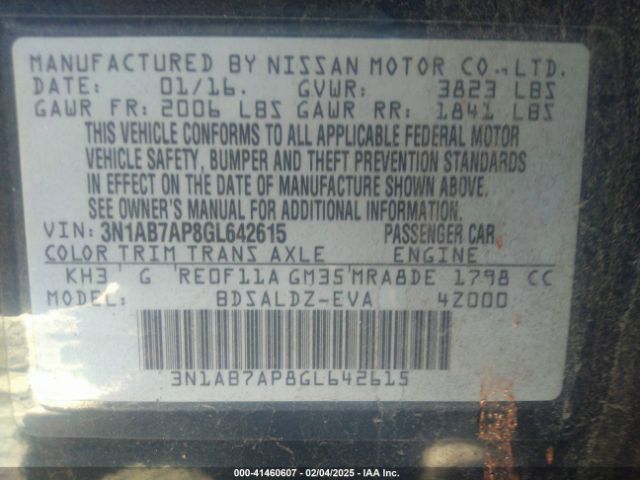 MANUFACTURED BY NISSAN MOTOR CO., LTD.
DATE: 01/16. GVWR: 3823 LBS
GAWR FR: 2006 LBS GAWR RR: 1841 LBS
THIS VEHICLE CONFORMS TO ALL APPLICABLE FEDERAL MOTOR
VEHICLE SAFETY, BUMPER AND THEFT PREVENTION STANDARDS
IN EFFECT ON THE DATE OF MANUFACTURE SHOWN ABOVE.
SEE OWNER'S MANUAL FOR ADDITIONAL INFORMATION.
VIN: 3N1AB7AP8GL642615 PASSENGER CAR
COLOR TRIM TRANS AXLE ENGINE
KH3 G RE0F11A GM35 MRA8DE 1798 CC
MODEL: BDSALDZ-EVA 4Z000
3N1AB7AP8GL642615
000-41460607 - 02/04/2025 - IAA Inc.